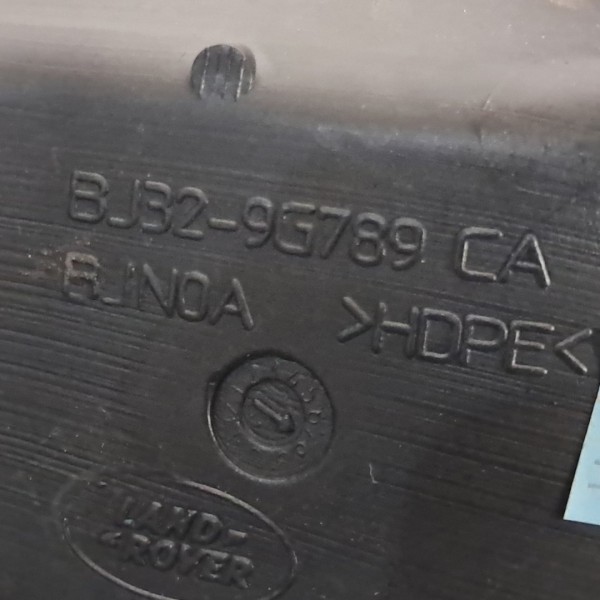 BJ32-9G789 CA
BJN0A >HDPE<
LAND-
ROVER